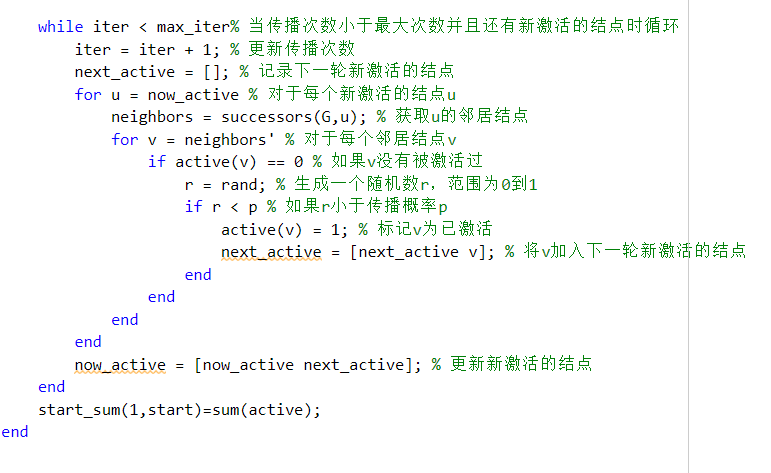 while iter < max_iter% 当传播次数小于最大次数并且还有新激活的结点时循环
iter = iter + 1; % 更新传播次数
next_active = []; % 记录下一轮新激活的结点
for u = now_active % 对于每个新激活的结点u
neighbors = successors(G,u); % 获取u的邻居结点
for v = neighbors' % 对于每个邻居结点v
if active(v) == 0 % 如果v没有被激活过
r = rand; % 生成一个随机数r，范围为0到1
if r < p % 如果r小于传播概率p
active(v) = 1; % 标记v为已激活
next_active = [next_active v]; % 将v加入下一轮新激活的结点
end
end
end
end
now_active = [now_active next_active]; % 更新新激活的结点
end
start_sum(1,start)=sum(active);
end